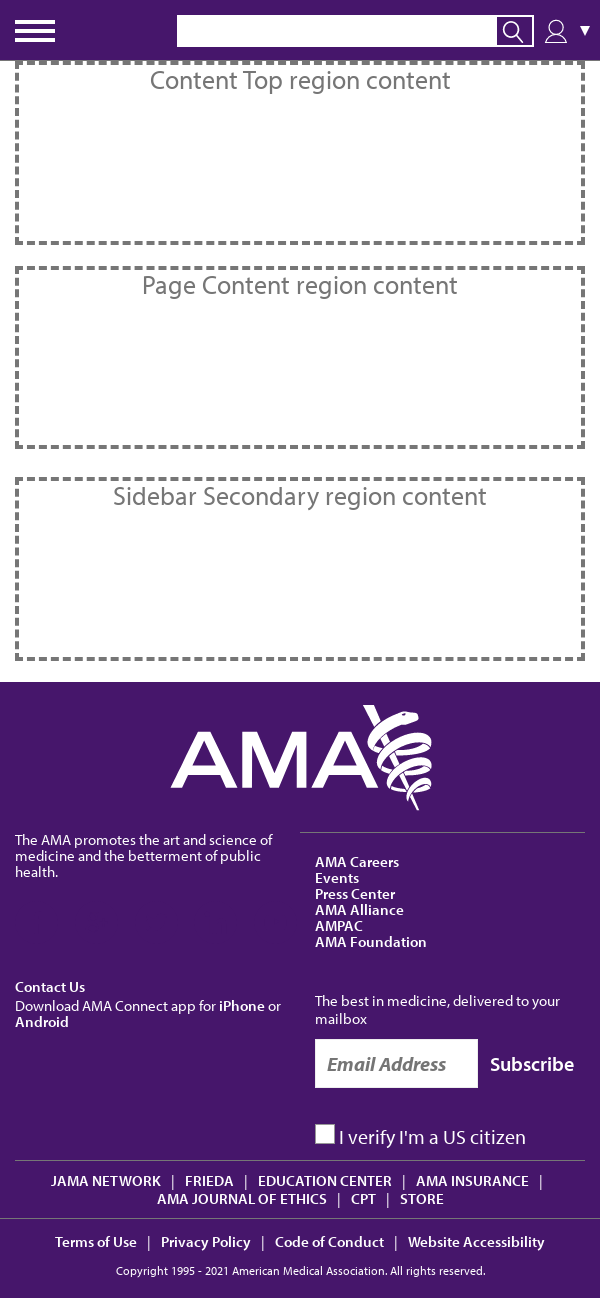 ▼
Content Top region content
Page Content region content
Sidebar Secondary region content
AMA
The AMA promotes the art and science of
medicine and the betterment of public
health.
AMA Careers
Events
Press Center
AMA Alliance
AMPAC
AMA Foundation
Contact Us
Download AMA Connect app for iPhone or
Android
The best in medicine, delivered to your
mailbox
Email Address Subscribe
I verify I'm a US citizen
JAMA NETWORK | FRIEDA | EDUCATION CENTER | AMA INSURANCE |
AMA JOURNAL OF ETHICS | CPT | STORE
Terms of Use | Privacy Policy | Code of Conduct | Website Accessibility
Copyright 1995 - 2021 American Medical Association. All rights reserved.